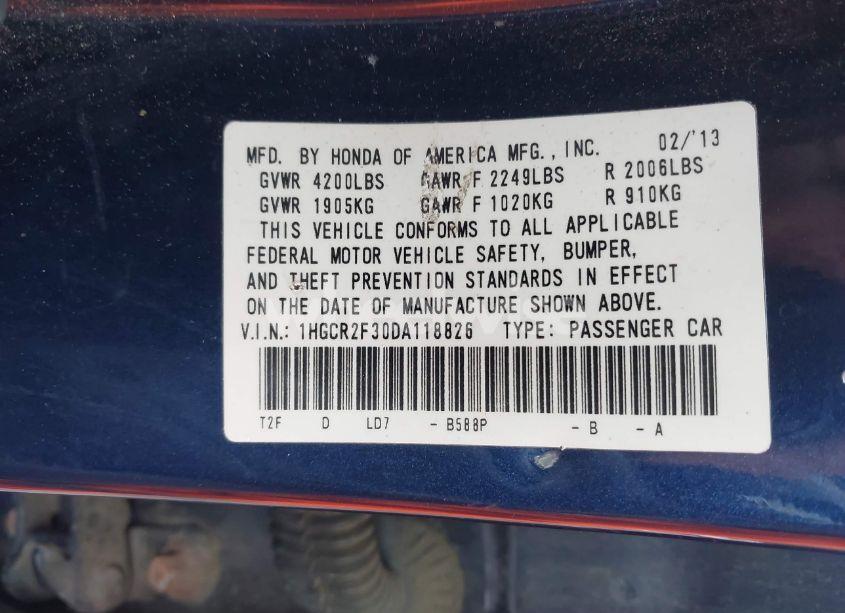 MFD. BY HONDA OF AMERICA MFG., INC. 02/'13
GVWR 4200LBS GAWR F 2249LBS R 2006LBS
GVWR 1905KG GAWR F 1020KG R 910KG
THIS VEHICLE CONFORMS TO ALL APPLICABLE
FEDERAL MOTOR VEHICLE SAFETY, BUMPER,
AND THEFT PREVENTION STANDARDS IN EFFECT
ON THE DATE OF MANUFACTURE SHOWN ABOVE.
V.I.N.: 1HGCR2F30DA118826 TYPE: PASSENGER CAR
T2F D LD7 - B588P - B - A